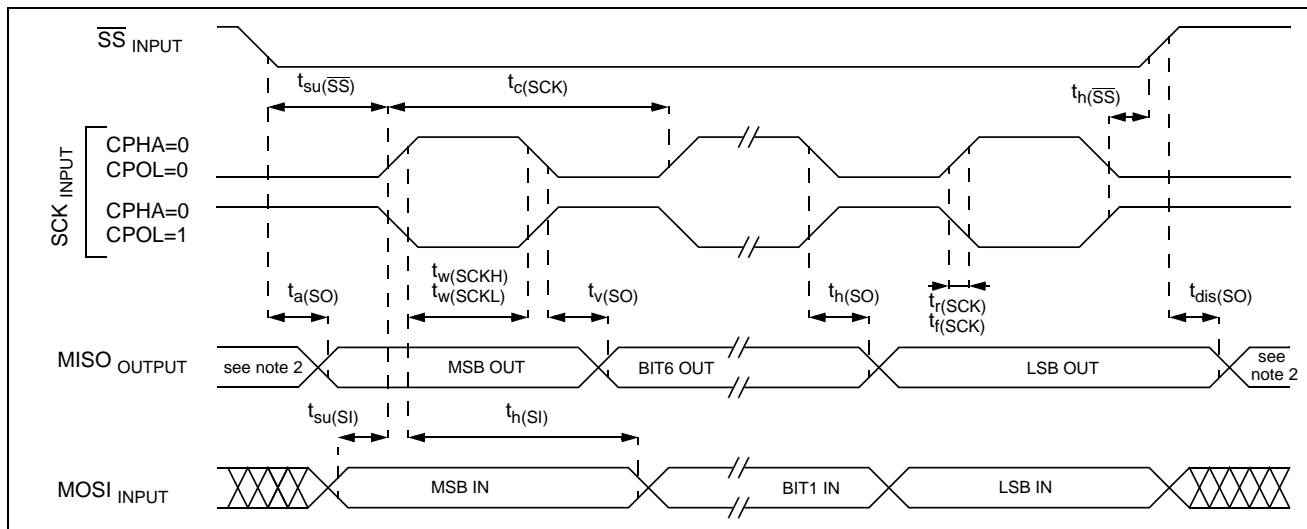 SS INPUT
tsu(SS)
tc(SCK)
th(SS)
SCK INPUT
CPHA=0
CPOL=0
CPHA=0
CPOL=1
ta(SO)
tw(SCKH)
tw(SCKL)
tv(SO)
th(SO)
tr(SCK)
tf(SCK)
tdis(SO)
MISO OUTPUT
see note 2
MSB OUT
BIT6 OUT
LSB OUT
see
note 2
tsu(SI)
th(SI)
MOSI INPUT
MSB IN
BIT1 IN
LSB IN